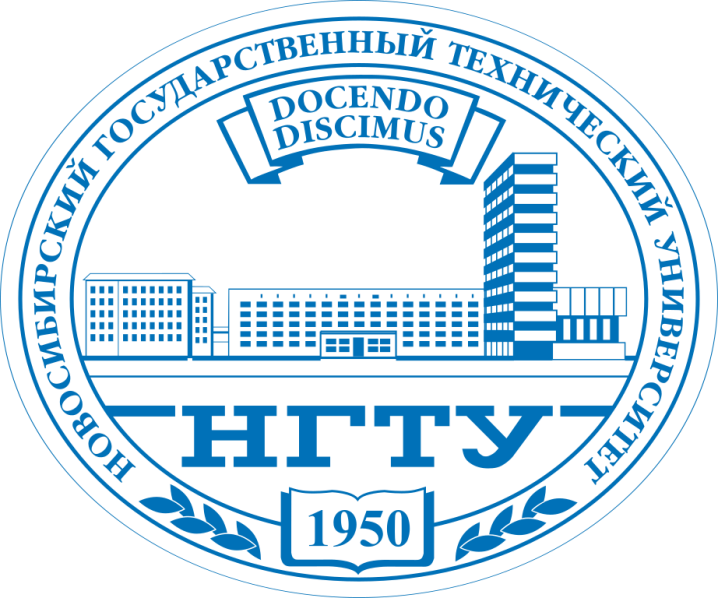 НОВОСИБИРСКИЙ ГОСУДАРСТВЕННЫЙ ТЕХНИЧЕСКИЙ УНИВЕРСИТЕТ
DOCENDO
DISCIMUS
НГТУ
1950